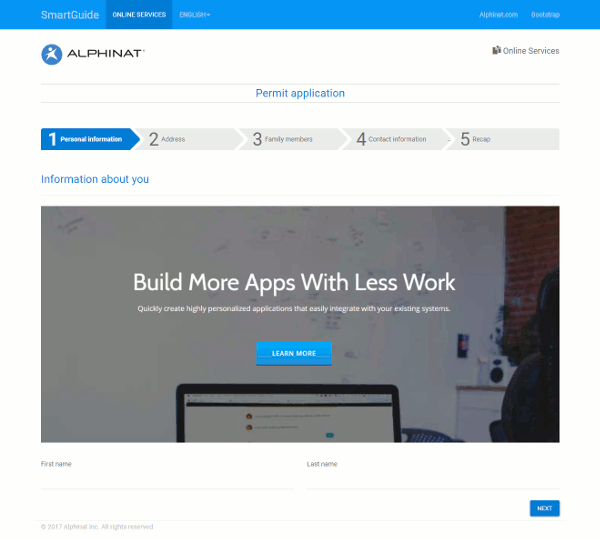 SmartGuide ONLINE SERVICES ENGLISH Alphinat.com Bootstrap
ALPHINAT Online Services
Permit application
1 Personal information 2 Address 3 Family members 4 Contact information 5 Recap
Information about you
Build More Apps With Less Work
Quickly create highly personalized applications that easily integrate with your existing systems.
LEARN MORE
First name Last name
NEXT
© 2017 Alphinat Inc. All rights reserved